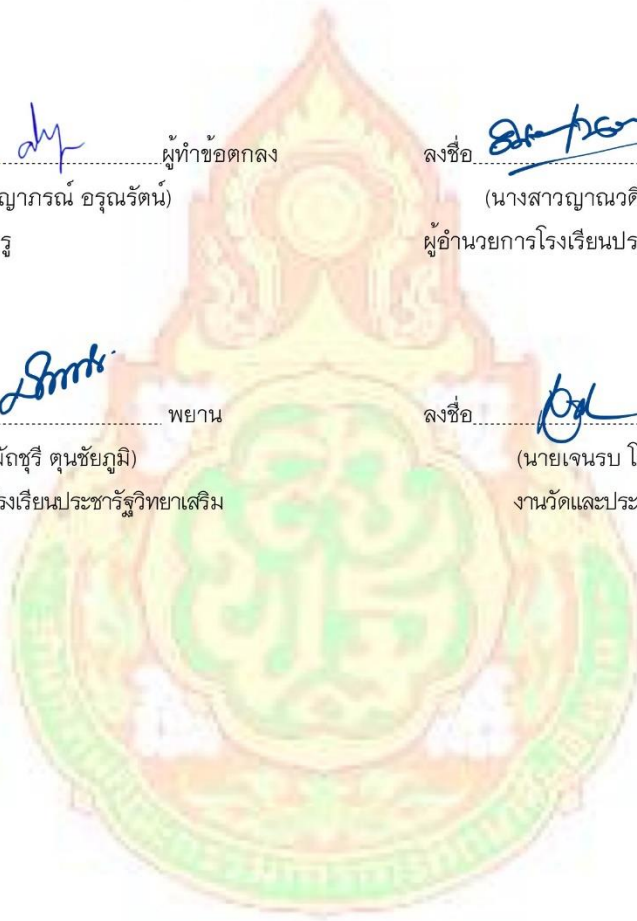 ผู้ทำข้อตกลง
ญาภรณ์ อรุณรัตน์)
รู
ลงชื่อ
(นางสาวญาณวดี
ผู้อำนวยการโรงเรียนประ
พยาน
มัถชุรี ตุนชัยภูมิ)
รงเรียนประชารัฐวิทยาเสริม
ลงชื่อ
(นายเจนรบ โ
งานวัดและประ